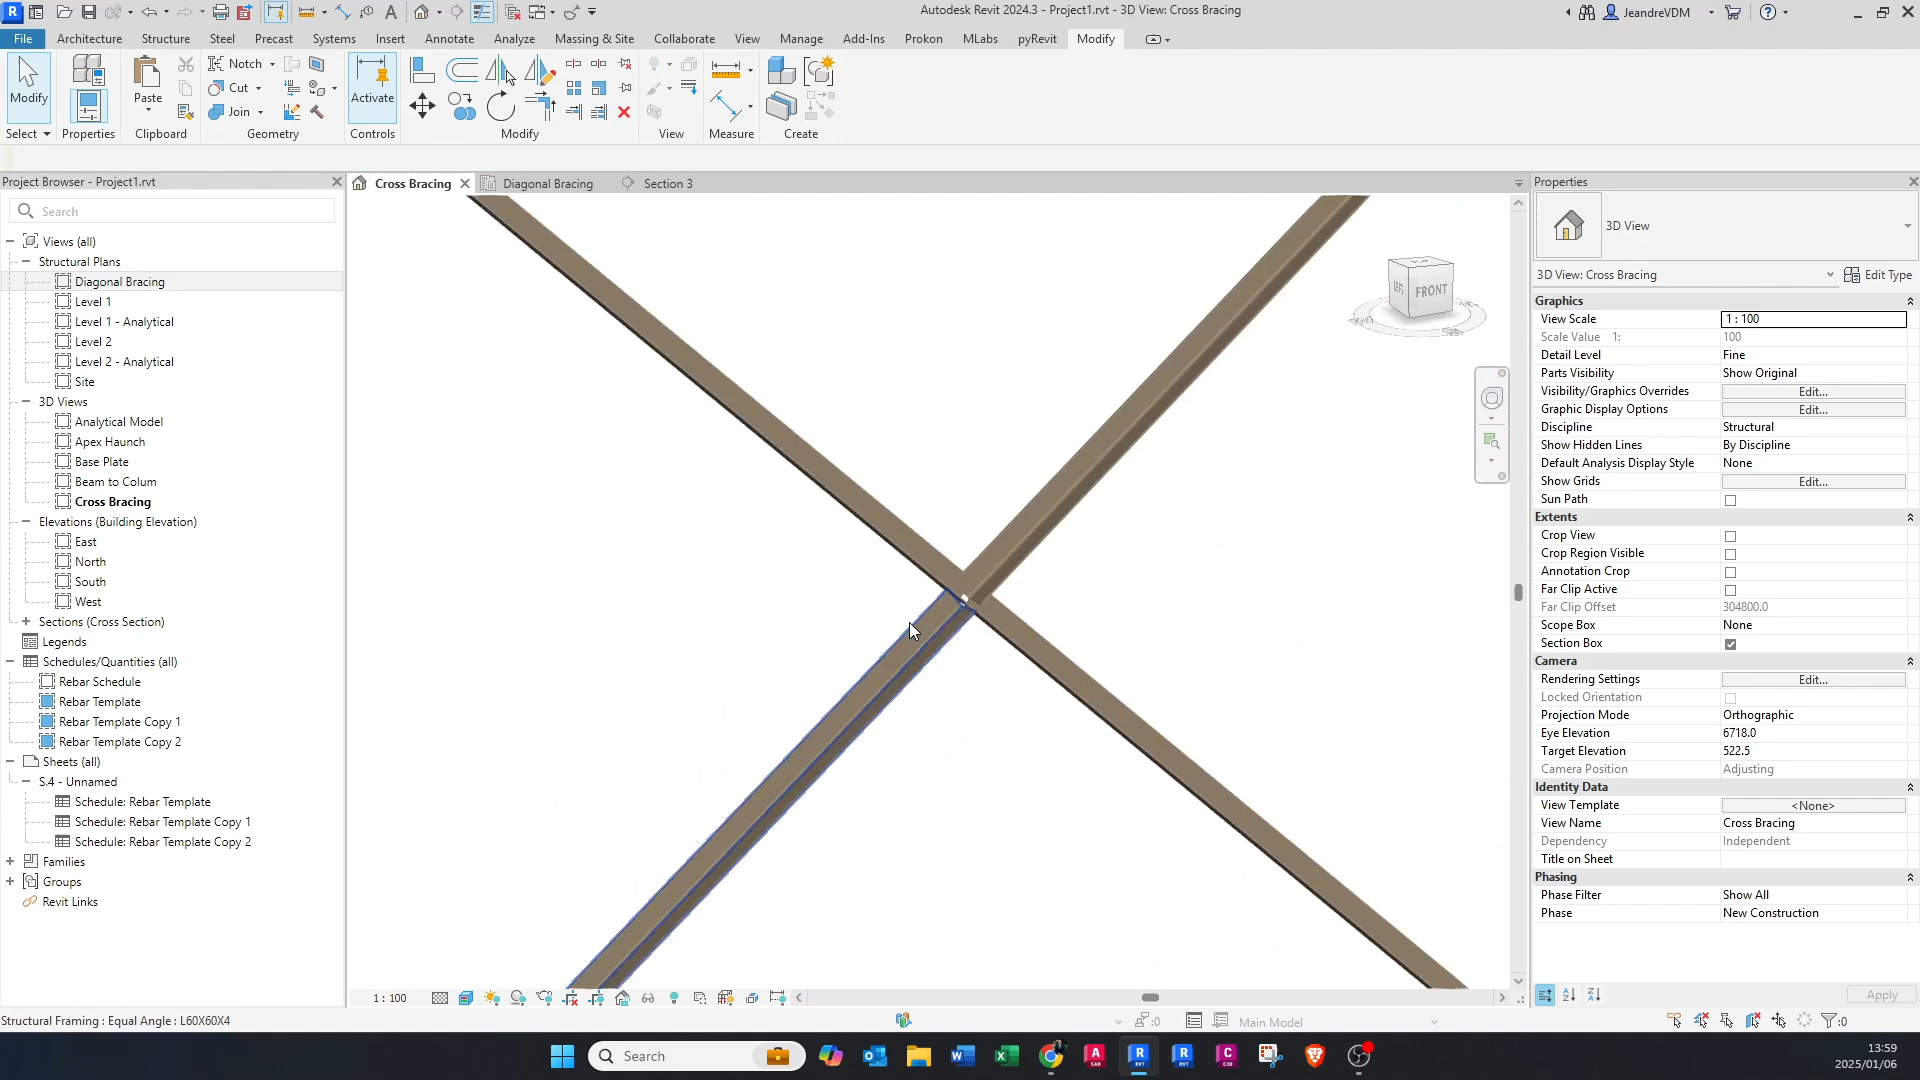 Autodesk Revit 2024.3 - Project1.rvt - 3D View: Cross Bracing
JeandreVDM
File
Architecture
Structure
Steel
Precast
Systems
Insert
Annotate
Analyze
Massing & Site
Collaborate
View
Manage
Add-Ins
Prokon
MLabs
pyRevit
Modify
Modify
Paste
Notch
Cut
Join
Activate
Select
Properties
Clipboard
Geometry
Controls
Modify
View
Measure
Create
Project Browser - Project1.rvt
Cross Bracing
Diagonal Bracing
Section 3
Properties
Search
Views (all)
Structural Plans
Diagonal Bracing
Level 1
Level 1 - Analytical
Level 2
Level 2 - Analytical
Site
3D Views
Analytical Model
Apex Haunch
Base Plate
Beam to Colum
Cross Bracing
Elevations (Building Elevation)
East
North
South
West
Sections (Cross Section)
Legends
Schedules/Quantities (all)
Rebar Schedule
Rebar Template
Rebar Template Copy 1
Rebar Template Copy 2
Sheets (all)
S.4 - Unnamed
Schedule: Rebar Template
Schedule: Rebar Template Copy 1
Schedule: Rebar Template Copy 2
Families
Groups
Revit Links
LEFT
FRONT
3D View
3D View: Cross Bracing
Edit Type
Graphics
View Scale
1 : 100
Scale Value 1:
100
Detail Level
Fine
Parts Visibility
Show Original
Visibility/Graphics Overrides
Edit...
Graphic Display Options
Edit...
Discipline
Structural
Show Hidden Lines
By Discipline
Default Analysis Display Style
None
Show Grids
Edit...
Sun Path
Extents
Crop View
Crop Region Visible
Annotation Crop
Far Clip Active
Far Clip Offset
304800.0
Scope Box
None
Section Box
Camera
Rendering Settings
Edit...
Locked Orientation
Projection Mode
Orthographic
Eye Elevation
6718.0
Target Elevation
522.5
Camera Position
Adjusting
Identity Data
View Template
<None>
View Name
Cross Bracing
Dependency
Independent
Title on Sheet
Phasing
Phase Filter
Show All
Phase
New Construction
Apply
1 : 100
Structural Framing : Equal Angle : L60X60X4
:0
Main Model
:0
Search
13:59
2025/01/06